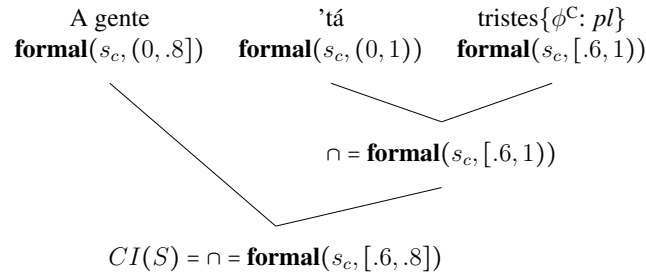 A gente 'tá tristes{ϕ^C: pl}
formal(s_c, (0, .8]) formal(s_c, (0, 1)) formal(s_c, [.6, 1))
∩ = formal(s_c, [.6, 1))
CI(S) = ∩ = formal(s_c, [.6, .8])